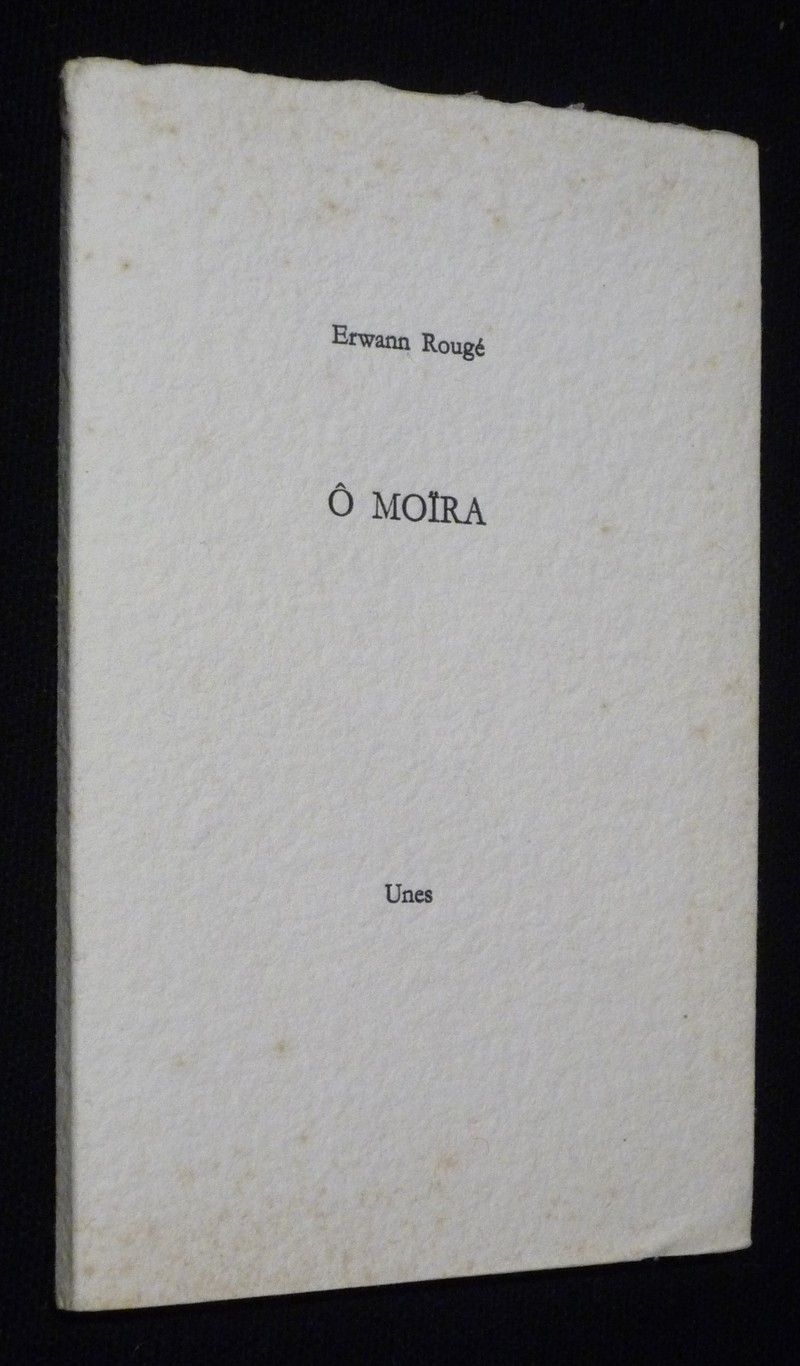 Erwann Rougé
Ô MOÏRA
Unes